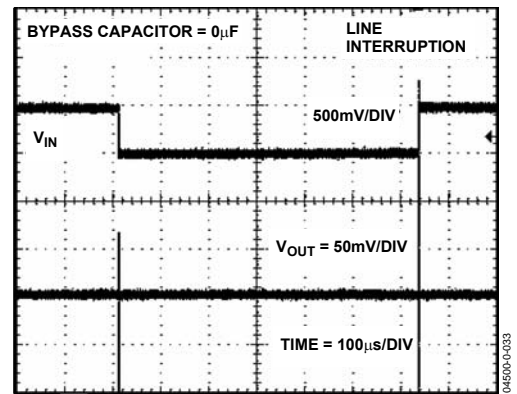 BYPASS CAPACITOR = 0μF
LINE
INTERRUPTION
500mV/DIV
VIN
VOUT = 50mV/DIV
TIME = 100μs/DIV
04500-0-033